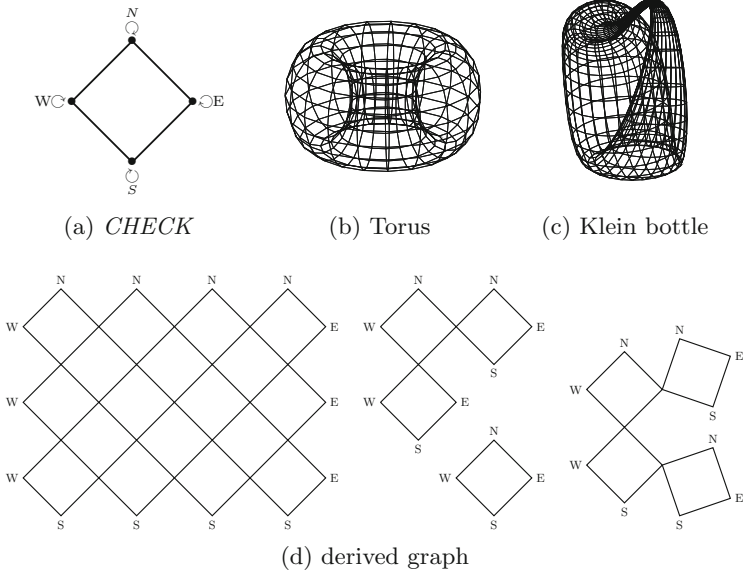 N
W E
S
(a) CHECK
(b) Torus
(c) Klein bottle
N N N N
W E
W E
W E
S S S S
N N
W E
S
W E
S
N
W E
S
N
N
E
W
S
N
W
E
S
S
(d) derived graph